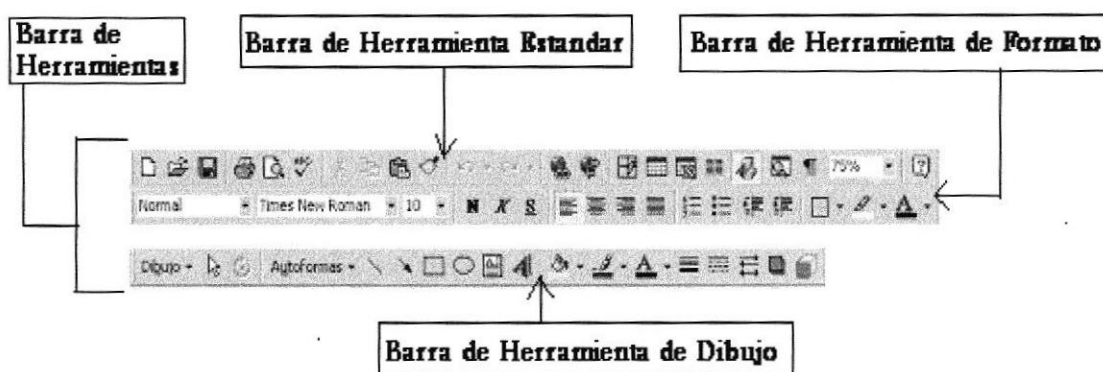 Barra de
Herramientas
Barra de Herramienta Estandar
Barra de Herramienta de Formato
75%
Normal Times New Roman 10 N K S
Dibujo Autoformas
Barra de Herramienta de Dibujo